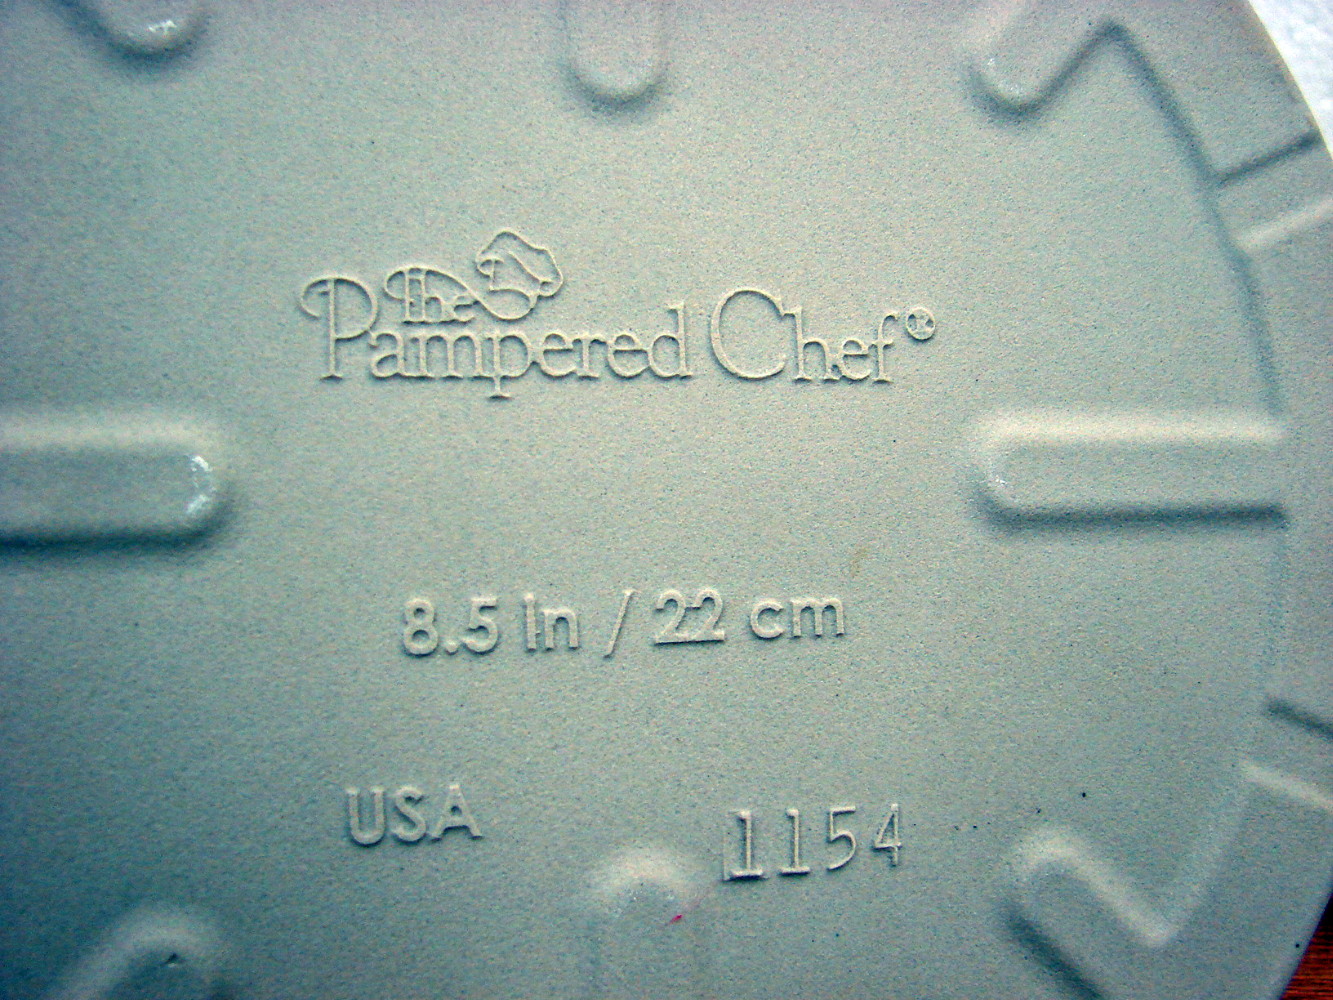 The
Pampered Chef®
8.5 in / 22 cm
USA 1154